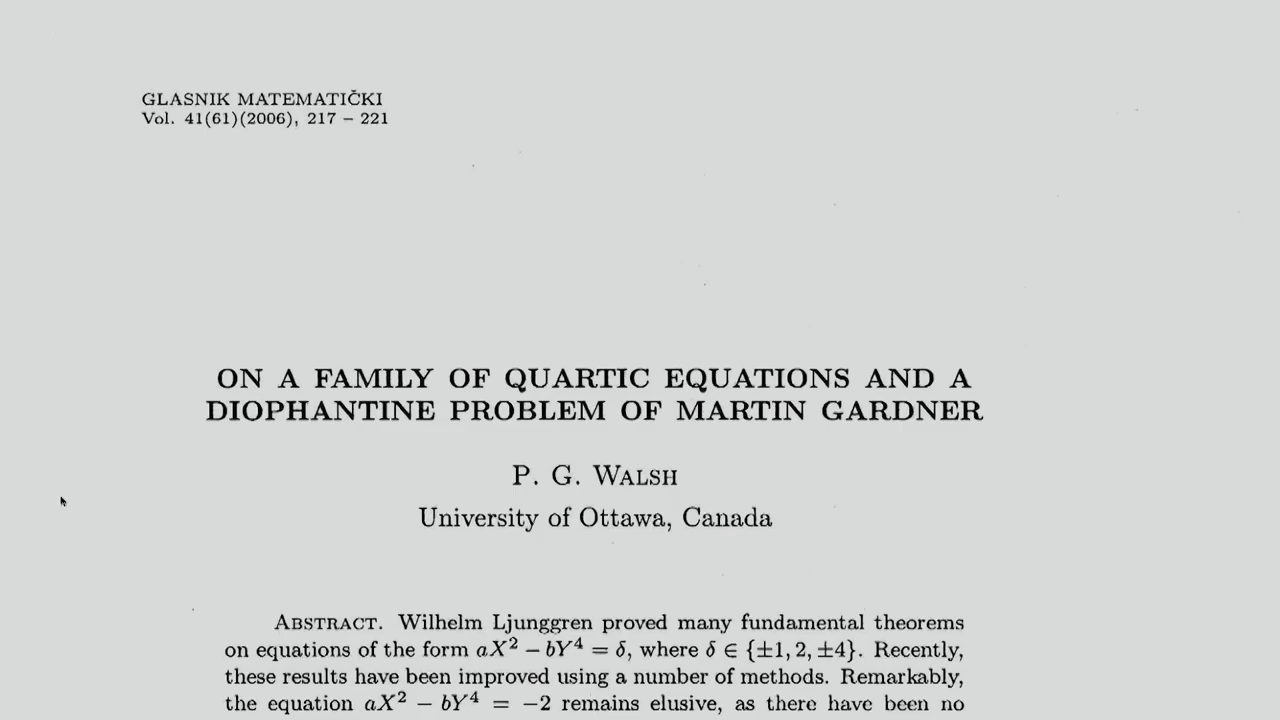 GLASNIK MATEMATIČKI
Vol. 41(61)(2006), 217 – 221
ON A FAMILY OF QUARTIC EQUATIONS AND A
DIOPHANTINE PROBLEM OF MARTIN GARDNER
P. G. WALSH
University of Ottawa, Canada
ABSTRACT. Wilhelm Ljunggren proved many fundamental theorems
on equations of the form aX² − bY⁴ = δ, where δ ∈ {±1, 2, ±4}. Recently,
these results have been improved using a number of methods. Remarkably,
the equation aX² − bY⁴ = −2 remains elusive, as there have been no